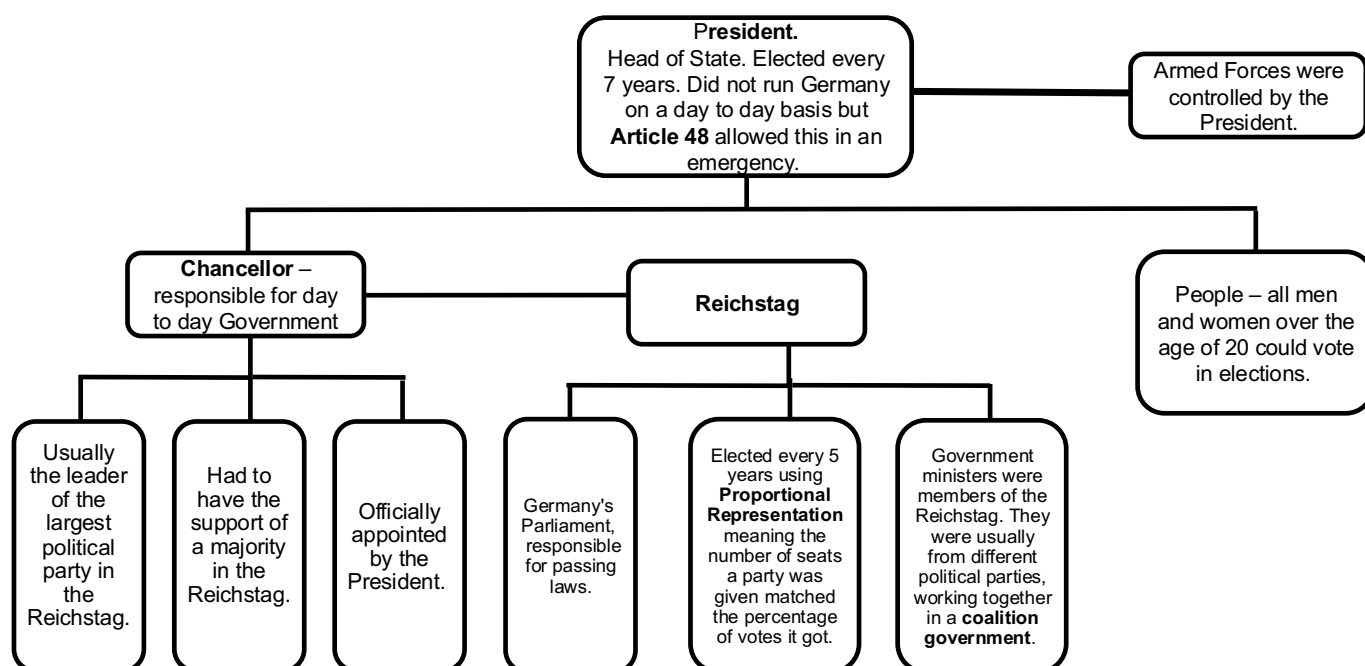 President.
Head of State. Elected every
7 years. Did not run Germany
on a day to day basis but
Article 48 allowed this in an
emergency.
Armed Forces were
controlled by the
President.
Chancellor –
responsible for day
to day Government
Reichstag
People – all men
and women over the
age of 20 could vote
in elections.
Usually
the leader
of the
largest
political
party in
the
Reichstag.
Had to
have the
support of
a majority
in the
Reichstag.
Officially
appointed
by the
President.
Germany's
Parliament,
responsible
for passing
laws.
Elected every 5
years using
Proportional
Representation
meaning the
number of seats
a party was
given matched
the percentage
of votes it got.
Government
ministers were
members of the
Reichstag. They
were usually
from different
political parties,
working together
in a coalition
government.